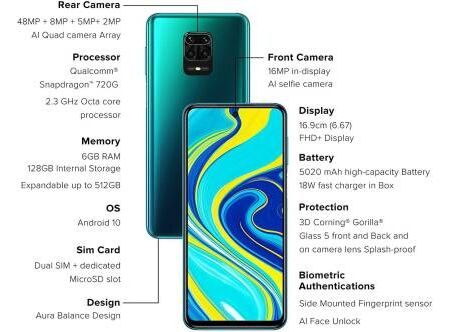 Rear Camera
48MP + 8MP + 5MP+ 2MP
AI Quad camera Array
Processor
Qualcomm®
Snapdragon™ 720G
2.3 GHz Octa core
processor
Memory
6GB RAM
128GB Internal Storage
Expandable up to 512GB
OS
Android 10
Sim Card
Dual SIM + dedicated
MicroSD slot
Design
Aura Balance Design
Front Camera
16MP in-display
AI selfie camera
Display
16.9cm (6.67)
FHD+ Display
Battery
5020 mAh high-capacity Battery
18W fast charger in Box
Protection
3D Corning® Gorilla®
Glass 5 front and Back and
on camera lens Splash-proof
Biometric
Authentications
Side Mounted Fingerprint sensor
AI Face Unlock